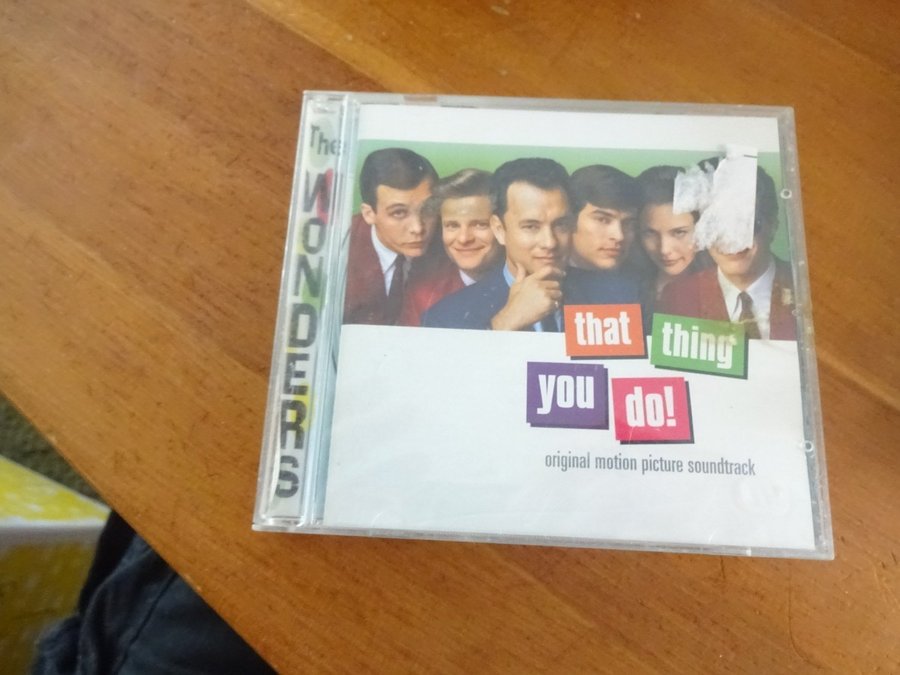 The WONDERS
that thing
you do!
original motion picture soundtrack